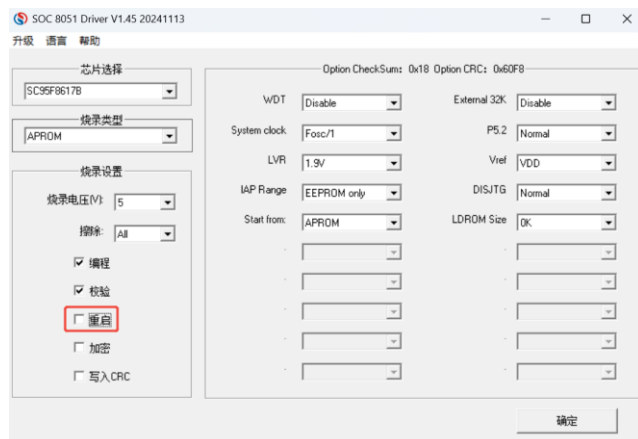 SOC 8051 Driver V1.45 20241113
升级 语言 帮助
芯片选择
SC95F8617B
烧录类型
APROM
烧录设置
烧录电压(V): 5
擦除: All
编程
校验
重启
加密
写入CRC
Option CheckSum: 0x18 Option CRC: 0x60F8
WDT Disable External 32K Disable
System clock Fosc/1 P5.2 Normal
LVR 1.9V Vref VDD
IAP Range EEPROM only DISJTG Normal
Start from: APROM LDROM Size 0K
确定